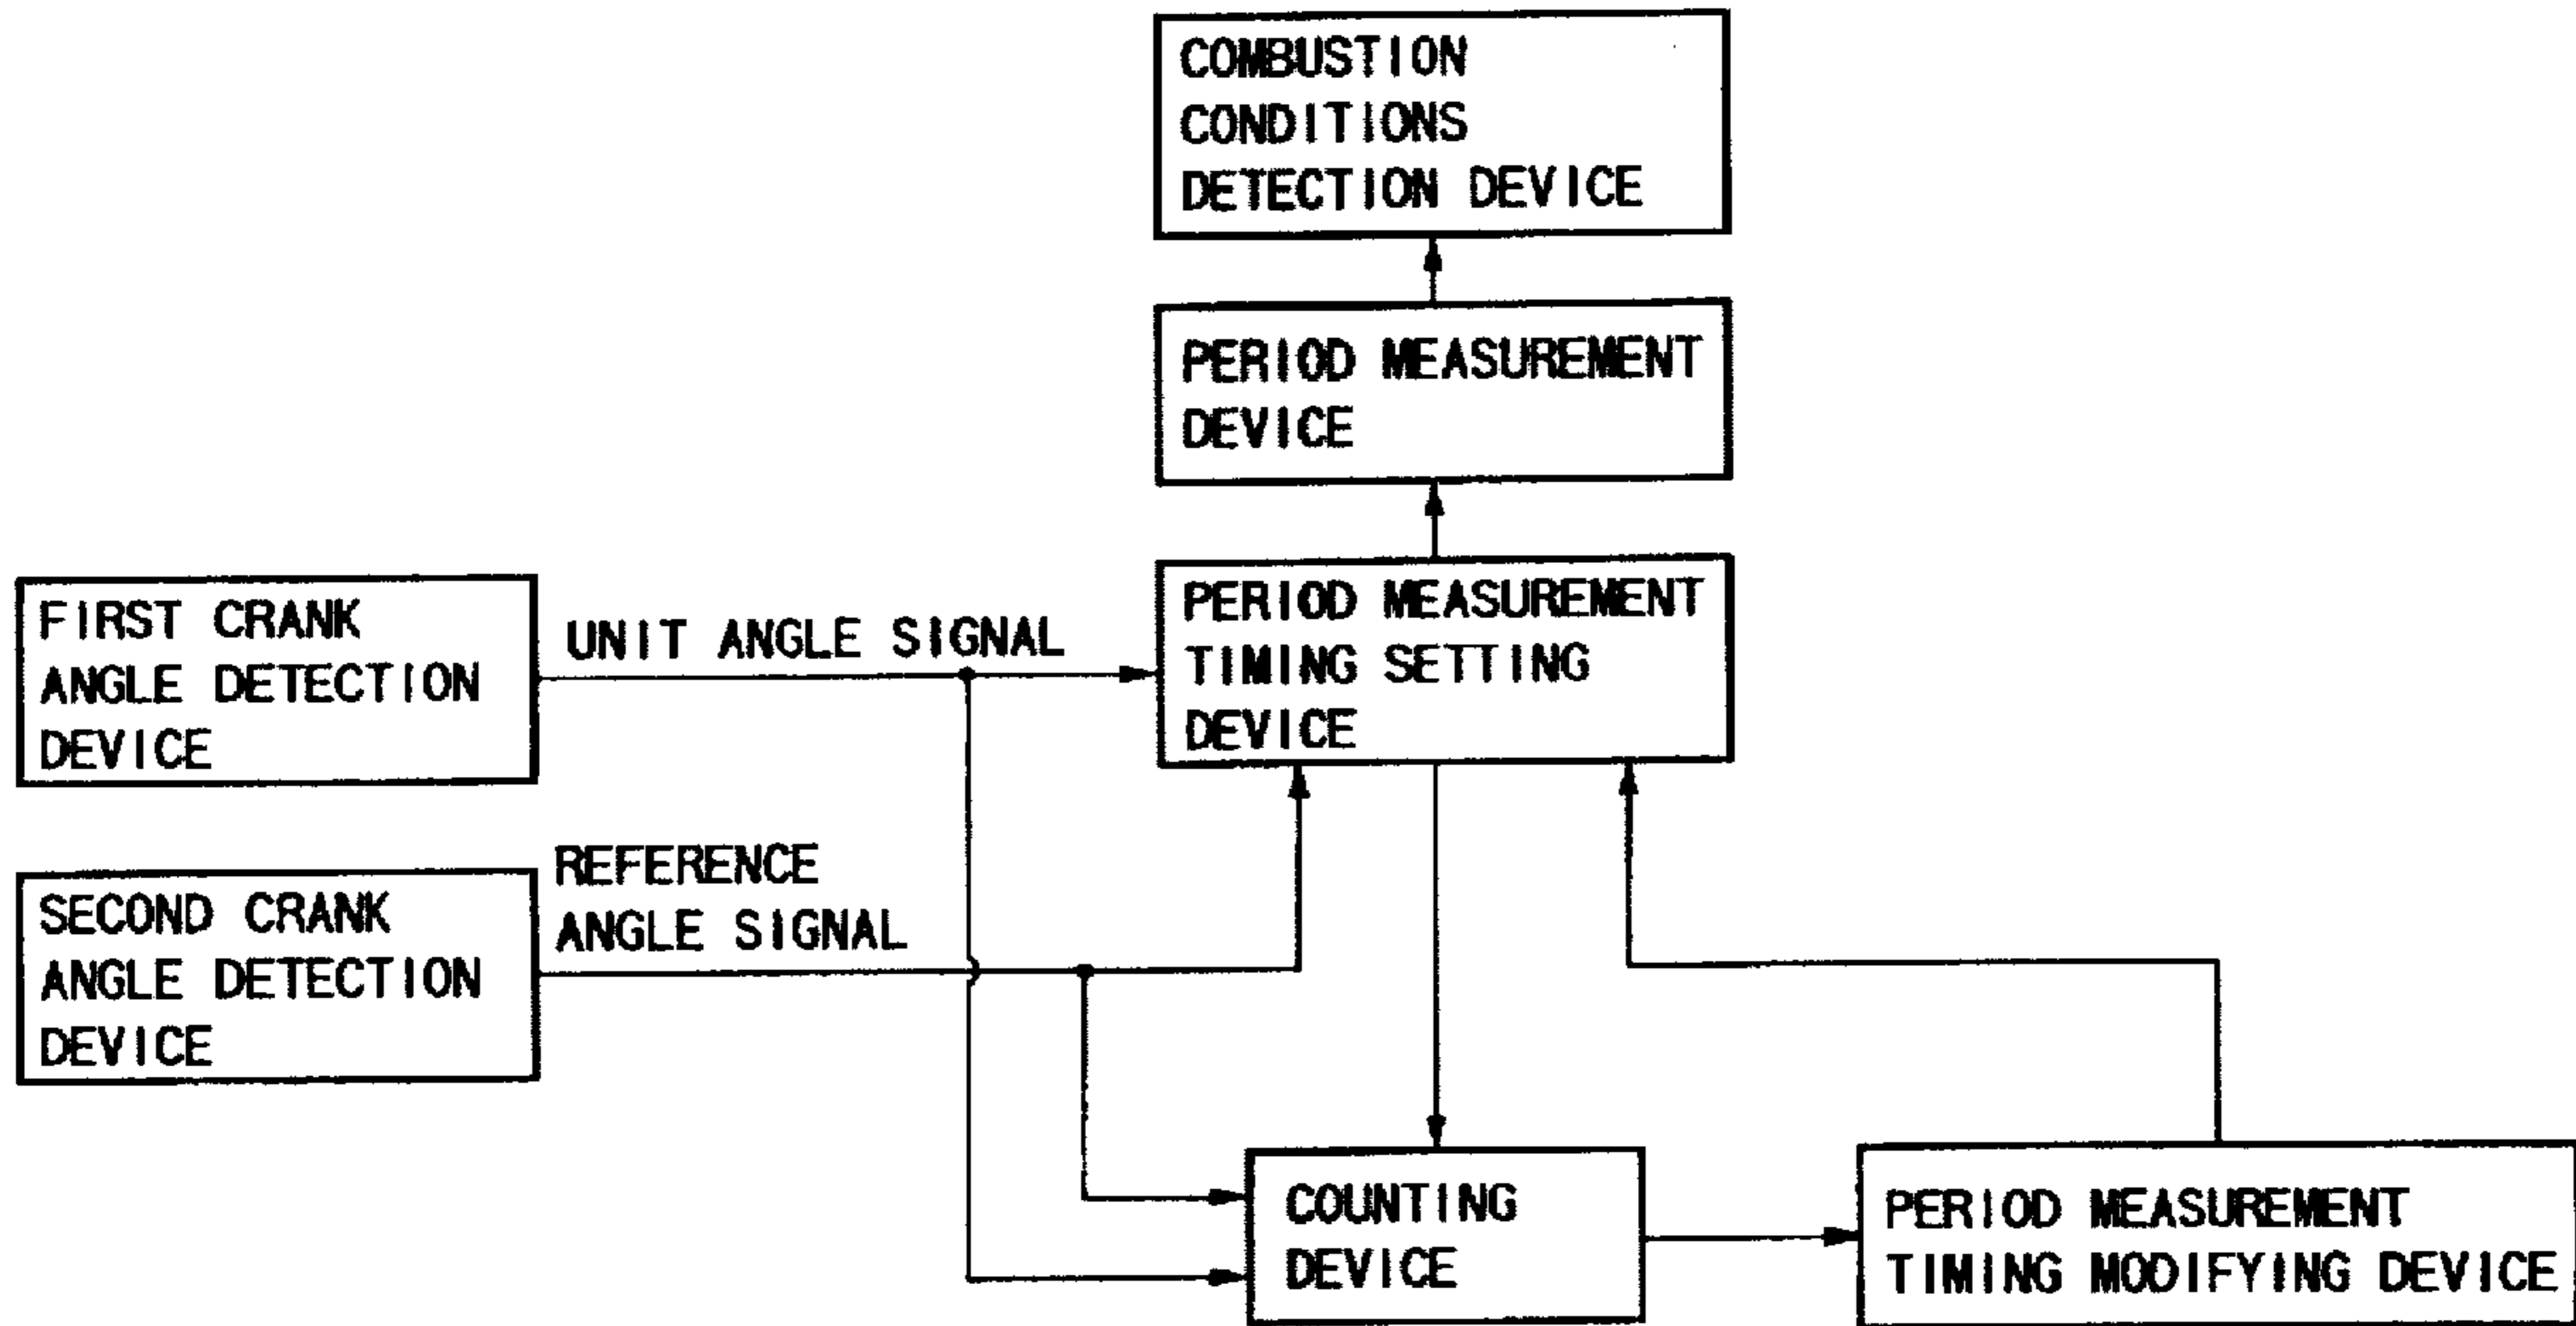 COMBUSTION
CONDITIONS
DETECTION DEVICE
PERIOD MEASUREMENT
DEVICE
FIRST CRANK
ANGLE DETECTION
DEVICE
UNIT ANGLE SIGNAL
PERIOD MEASUREMENT
TIMING SETTING
DEVICE
SECOND CRANK
ANGLE DETECTION
DEVICE
REFERENCE
ANGLE SIGNAL
COUNTING
DEVICE
PERIOD MEASUREMENT
TIMING MODIFYING DEVICE